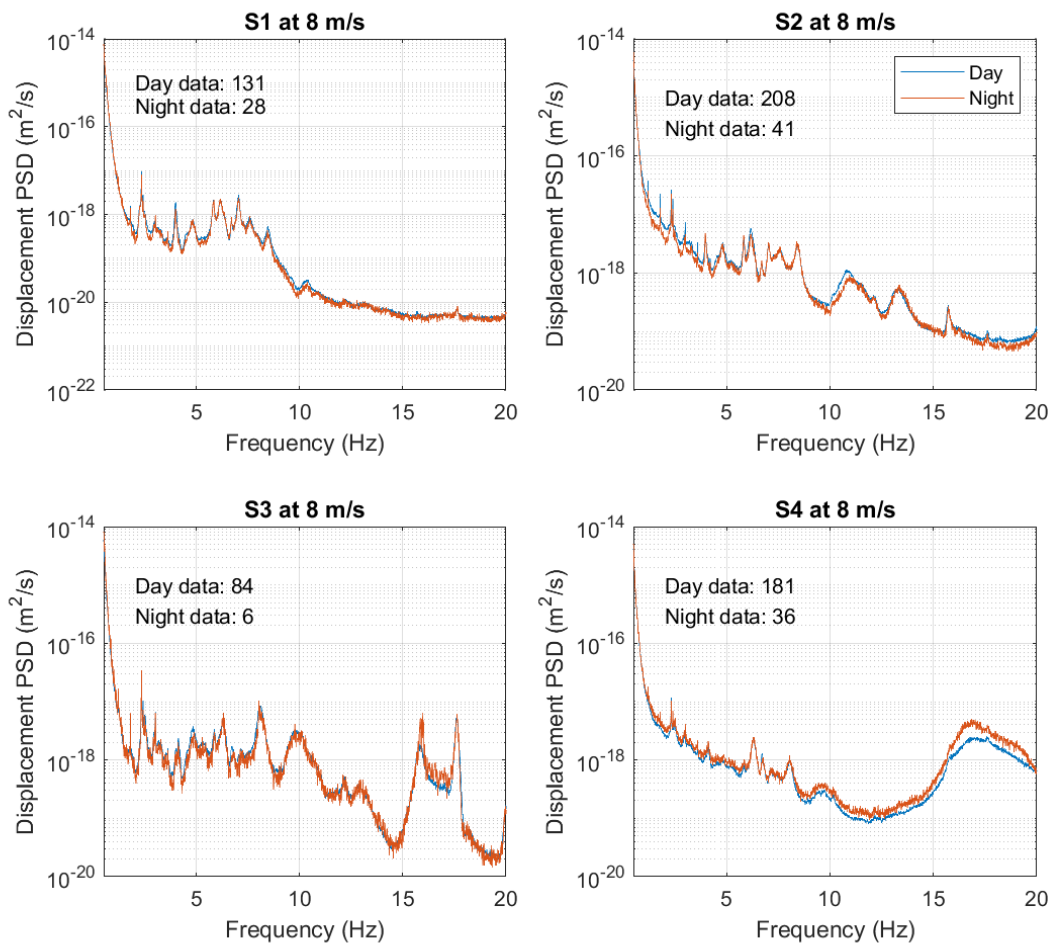 S1 at 8 m/s
10^-14
10^-16
10^-18
10^-20
10^-22
Displacement PSD (m^2/s)
Day data: 131
Night data: 28
5 10 15 20
Frequency (Hz)
S2 at 8 m/s
10^-14
10^-16
10^-18
10^-20
Displacement PSD (m^2/s)
Day
Night
Day data: 208
Night data: 41
5 10 15 20
Frequency (Hz)
S3 at 8 m/s
10^-14
10^-16
10^-18
10^-20
Displacement PSD (m^2/s)
Day data: 84
Night data: 6
5 10 15 20
Frequency (Hz)
S4 at 8 m/s
10^-14
10^-16
10^-18
10^-20
Displacement PSD (m^2/s)
Day data: 181
Night data: 36
5 10 15 20
Frequency (Hz)